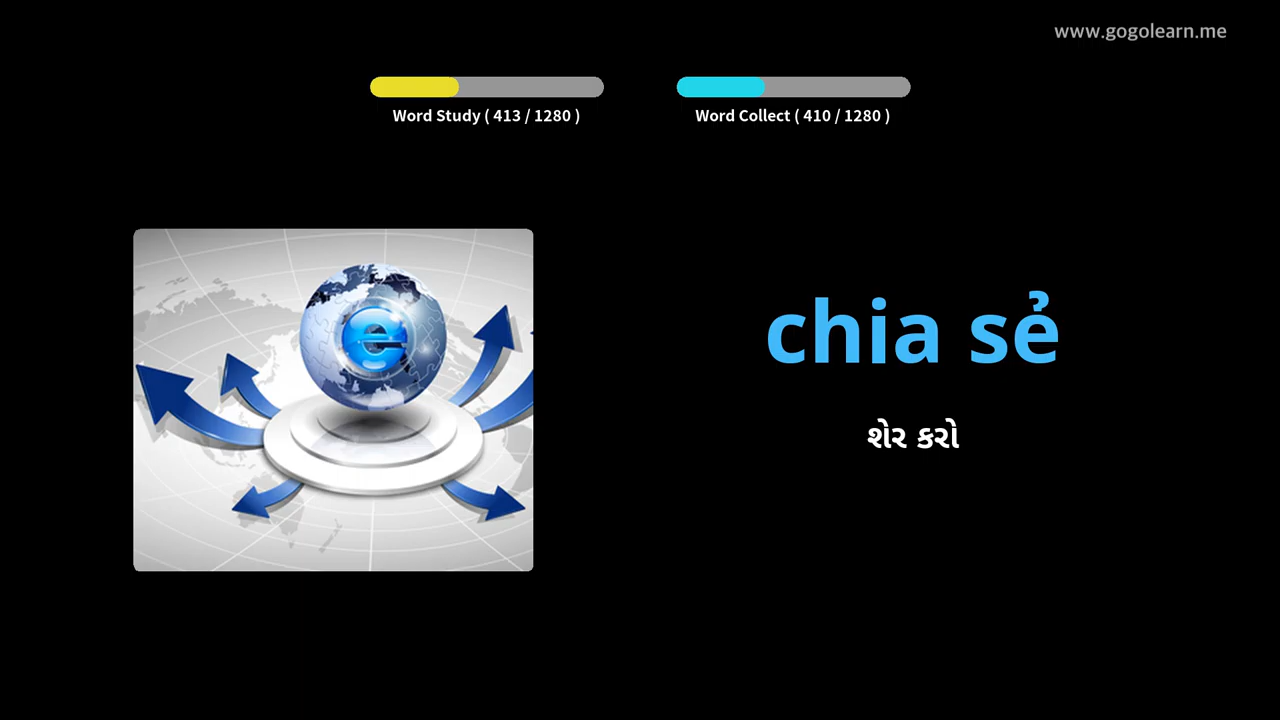 www.gogolearn.me
Word Study ( 413 / 1280 )
Word Collect ( 410 / 1280 )
e
chia sẻ
શેર કરો